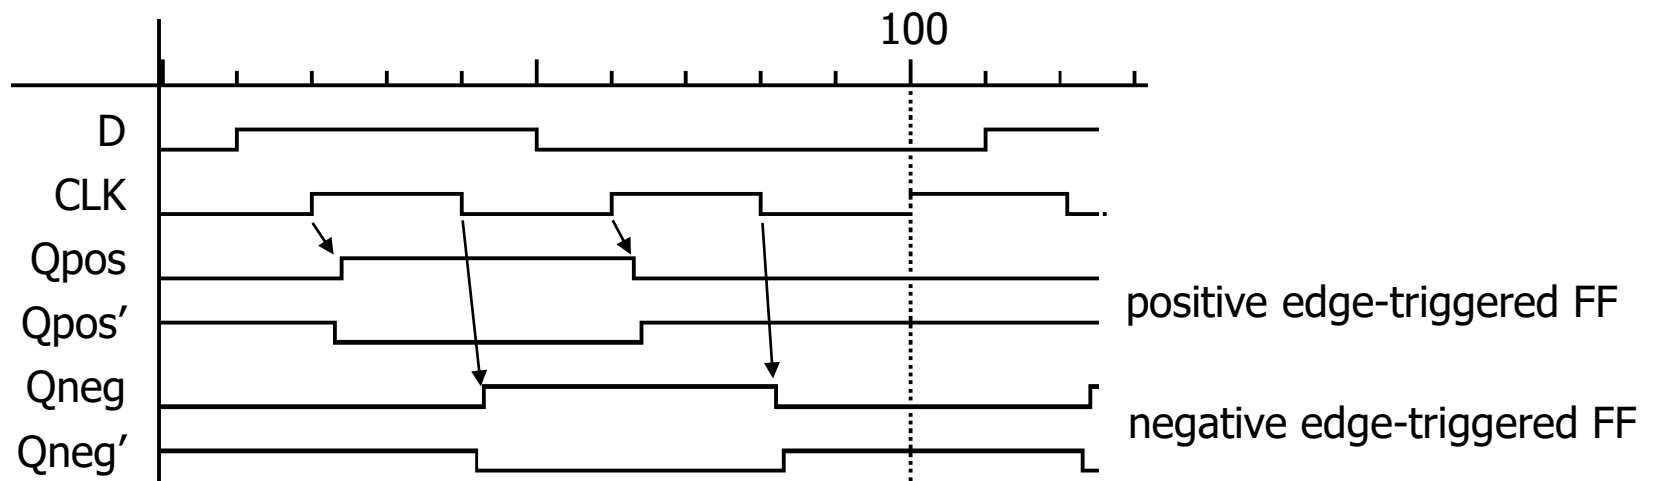 100
D
CLK
Qpos
positive edge-triggered FF
Qpos’
Qneg
negative edge-triggered FF
Qneg’